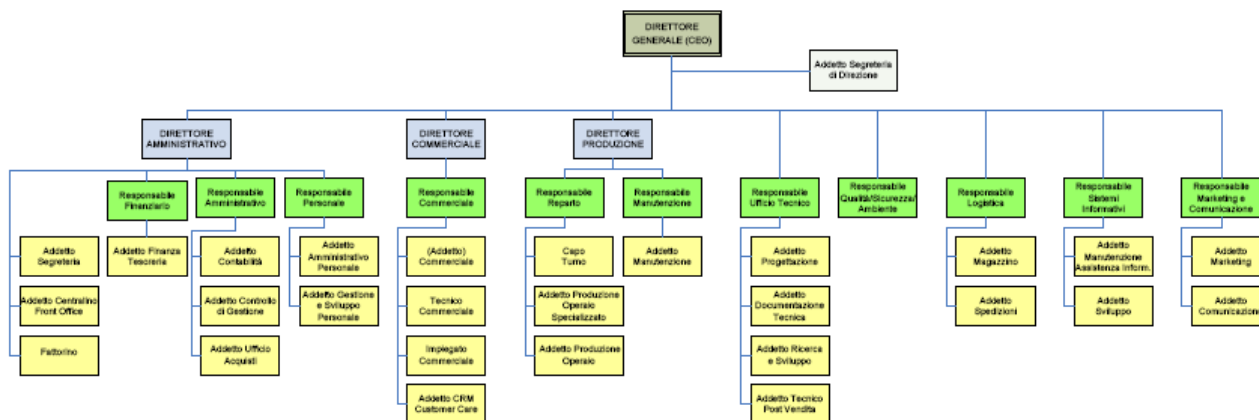 DIRETTORE
GENERALE (CEO)
Addetto Segreteria
di Direzione
DIRETTORE
AMMINISTRATIVO
DIRETTORE
COMMERCIALE
DIRETTORE
PRODUZIONE
Responsabile
Finanziario
Responsabile
Amministrativo
Responsabile
Personale
Responsabile
Commerciale
Responsabile
Reparto
Responsabile
Manutenzione
Responsabile
Ufficio Tecnico
Responsabile
Qualità/Sicurezza/
Ambiente
Responsabile
Logistica
Responsabile
Sistemi
Informativi
Responsabile
Marketing e
Comunicazione
Addetto
Segreteria
Addetto Finanza
Tesoreria
Addetto
Contabilità
Addetto
Amministrativo
Personale
(Addetto)
Commerciale
Capo
Turno
Addetto
Manutenzione
Addetto
Progettazione
Addetto
Magazzino
Addetto
Manutenzione
Assistenza Inform.
Addetto
Marketing
Addetto Centralino
Front Office
Addetto Controllo
di Gestione
Addetto Gestione
e Sviluppo
Personale
Tecnico
Commerciale
Addetto Produzione
Operaio
Specializzato
Addetto
Documentazione
Tecnica
Addetto
Spedizioni
Addetto
Sviluppo
Addetto
Comunicazione
Fattorino
Addetto Ufficio
Acquisti
Impiegato
Commerciale
Addetto Produzione
Operaio
Addetto Ricerca
e Sviluppo
Addetto CRM
Customer Care
Addetto Tecnico
Post Vendita